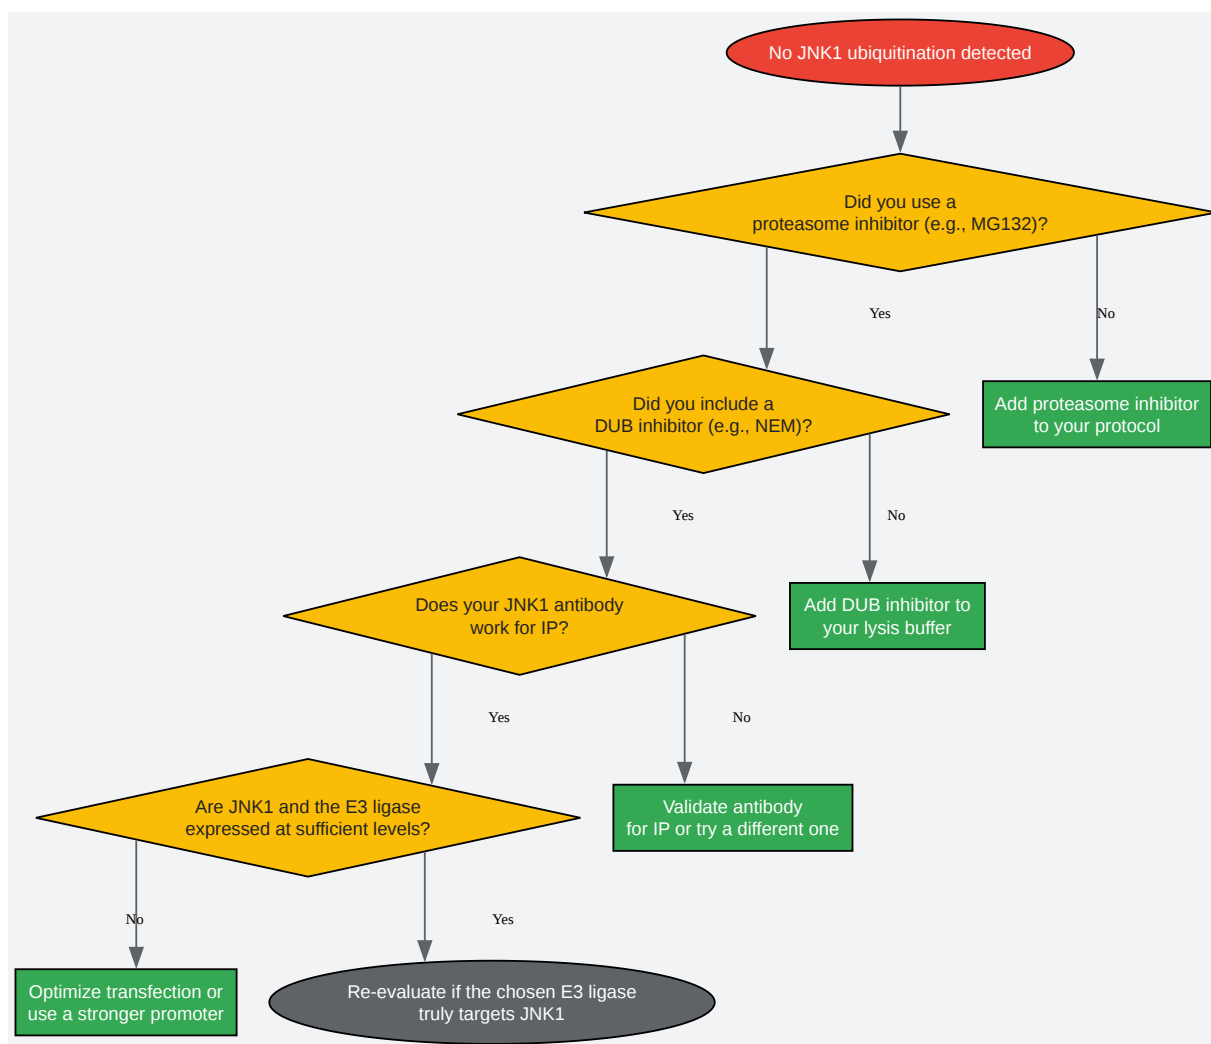 No JNK1 ubiquitination detected
Did you use a
proteasome inhibitor (e.g., MG132)?
Yes
No
Did you include a
DUB inhibitor (e.g., NEM)?
Add proteasome inhibitor
to your protocol
Yes
No
Does your JNK1 antibody
work for IP?
Add DUB inhibitor to
your lysis buffer
Yes
No
Are JNK1 and the E3 ligase
expressed at sufficient levels?
Validate antibody
for IP or try a different one
No
Yes
Optimize transfection or
use a stronger promoter
Re-evaluate if the chosen E3 ligase
truly targets JNK1